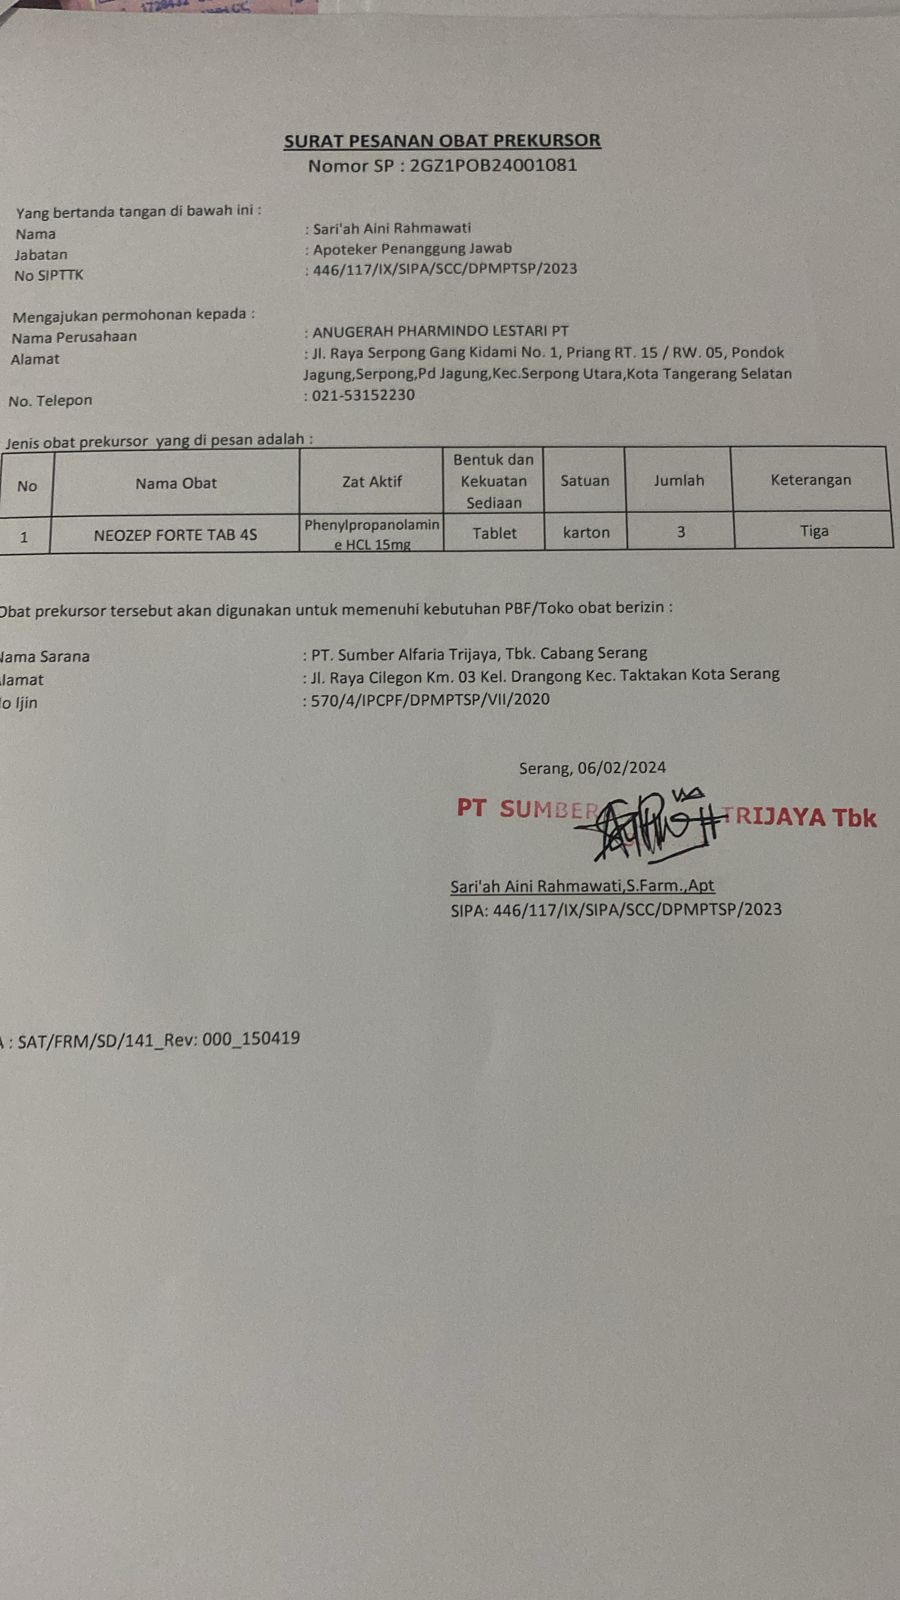 SURAT PESANAN OBAT PREKURSOR
Nomor SP : 2GZ1POB24001081
Yang bertanda tangan di bawah ini :
Nama : Sari'ah Aini Rahmawati
Jabatan : Apoteker Penanggung Jawab
No SIPTTK : 446/117/IX/SIPA/SCC/DPMPTSP/2023
Mengajukan permohonan kepada :
Nama Perusahaan : ANUGERAH PHARMINDO LESTARI PT
Alamat : Jl. Raya Serpong Gang Kidami No. 1, Priang RT. 15 / RW. 05, Pondok
Jagung,Serpong,Pd Jagung,Kec.Serpong Utara,Kota Tangerang Selatan
No. Telepon : 021-53152230
Jenis obat prekursor yang di pesan adalah :
No Nama Obat Zat Aktif Bentuk dan Kekuatan Sediaan Satuan Jumlah Keterangan
1 NEOZEP FORTE TAB 4S Phenylpropanolamin
e HCL 15mg Tablet karton 3 Tiga
Obat prekursor tersebut akan digunakan untuk memenuhi kebutuhan PBF/Toko obat berizin :
Nama Sarana : PT. Sumber Alfaria Trijaya, Tbk. Cabang Serang
lamat : Jl. Raya Cilegon Km. 03 Kel. Drangong Kec. Taktakan Kota Serang
o Ijin : 570/4/IPCPF/DPMPTSP/VII/2020
Serang, 06/02/2024
PT SUMBER TRIJAYA Tbk
Sari'ah Aini Rahmawati,S.Farm.,Apt
SIPA: 446/117/IX/SIPA/SCC/DPMPTSP/2023
A : SAT/FRM/SD/141_Rev: 000_150419